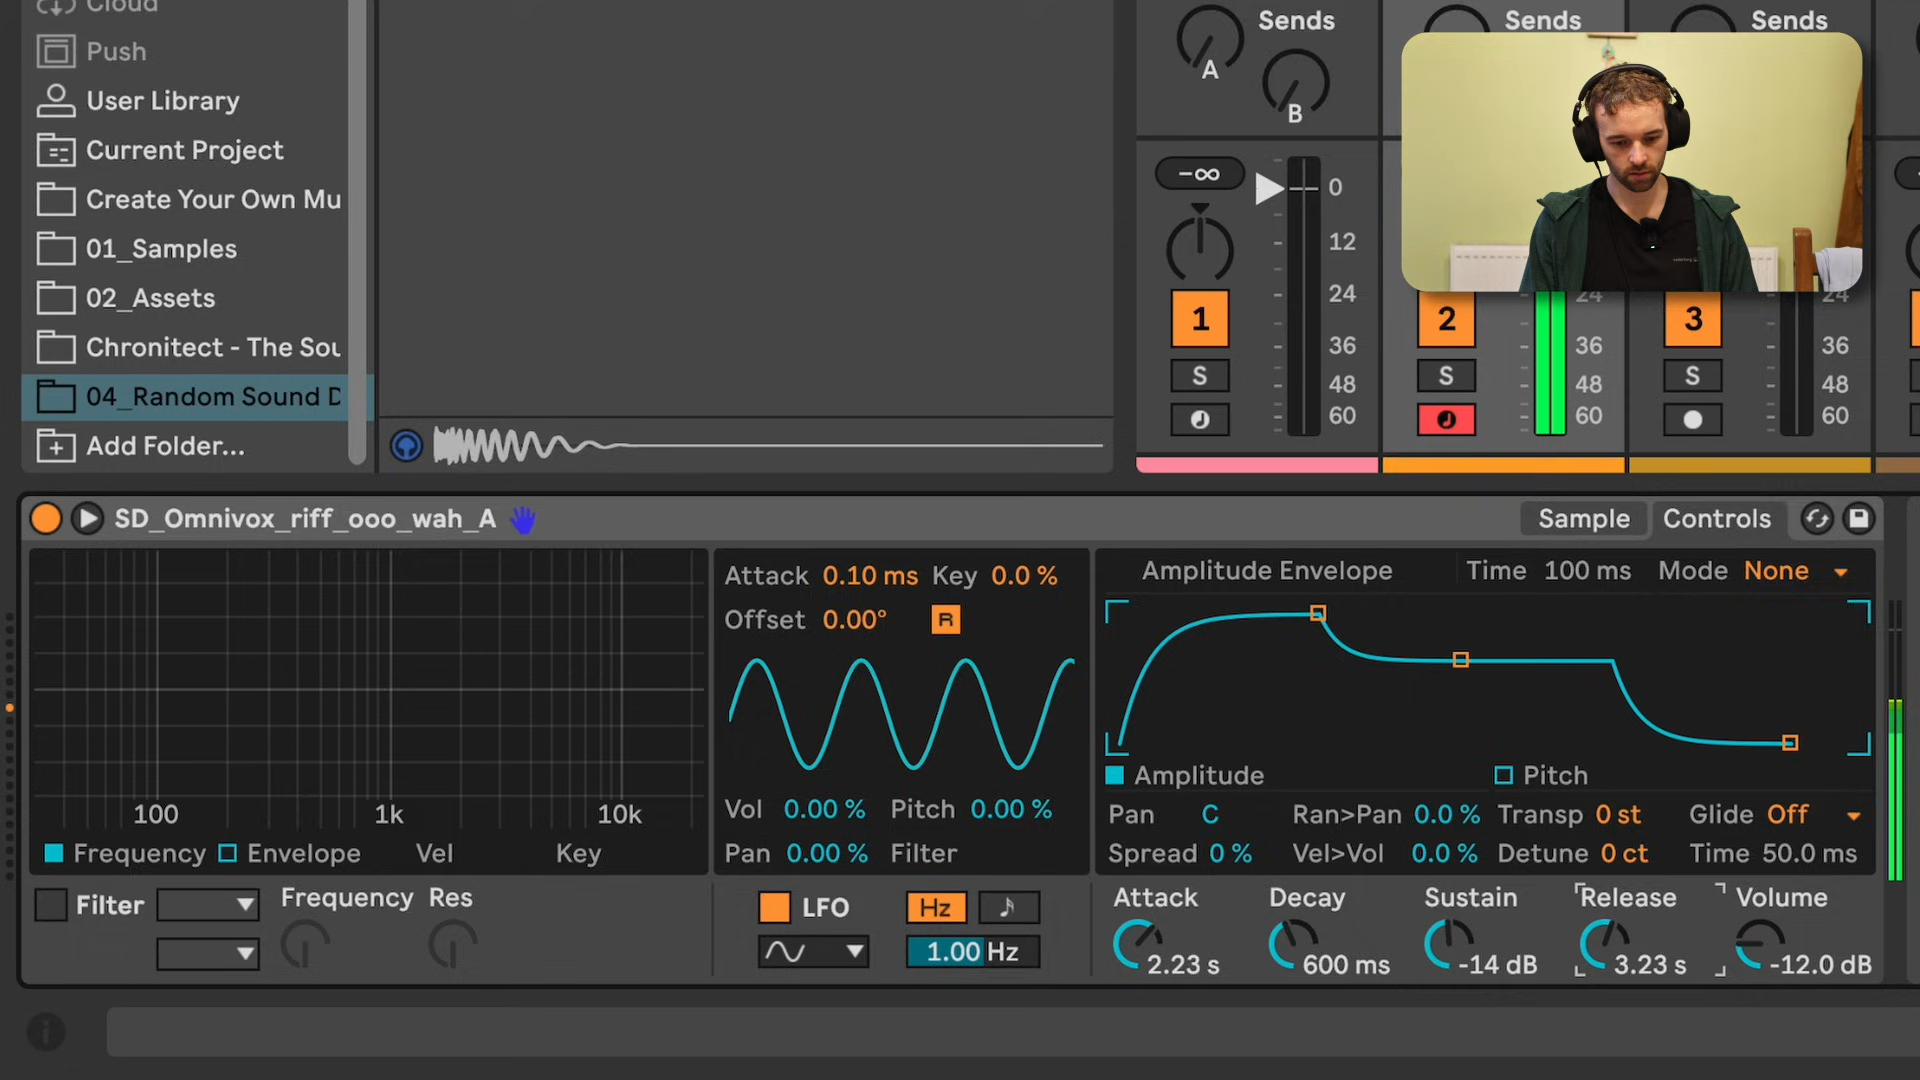 Cloud
Push
User Library
Current Project
Create Your Own Mu
01_Samples
02_Assets
Chronitect - The Sou
04_Random Sound D
Add Folder...
Sends
A
B
-∞
0
12
24
36
48
60
1
S
Sends
24
36
48
60
2
S
Sends
24
36
48
60
3
S
SD_Omnivox_riff_ooo_wah_A
Sample
Controls
100
1k
10k
Frequency
Envelope
Vel
Key
Filter
Frequency
Res
Attack 0.10 ms Key 0.0 %
Offset 0.00° R
Vol 0.00 % Pitch 0.00 %
Pan 0.00 % Filter
LFO
Hz
1.00 Hz
Amplitude Envelope
Time 100 ms
Mode None
Amplitude
Pitch
Pan C Ran>Pan 0.0 % Transp 0 st Glide Off
Spread 0 % Vel>Vol 0.0 % Detune 0 ct Time 50.0 ms
Attack Decay Sustain Release Volume
2.23 s 600 ms -14 dB 3.23 s -12.0 dB